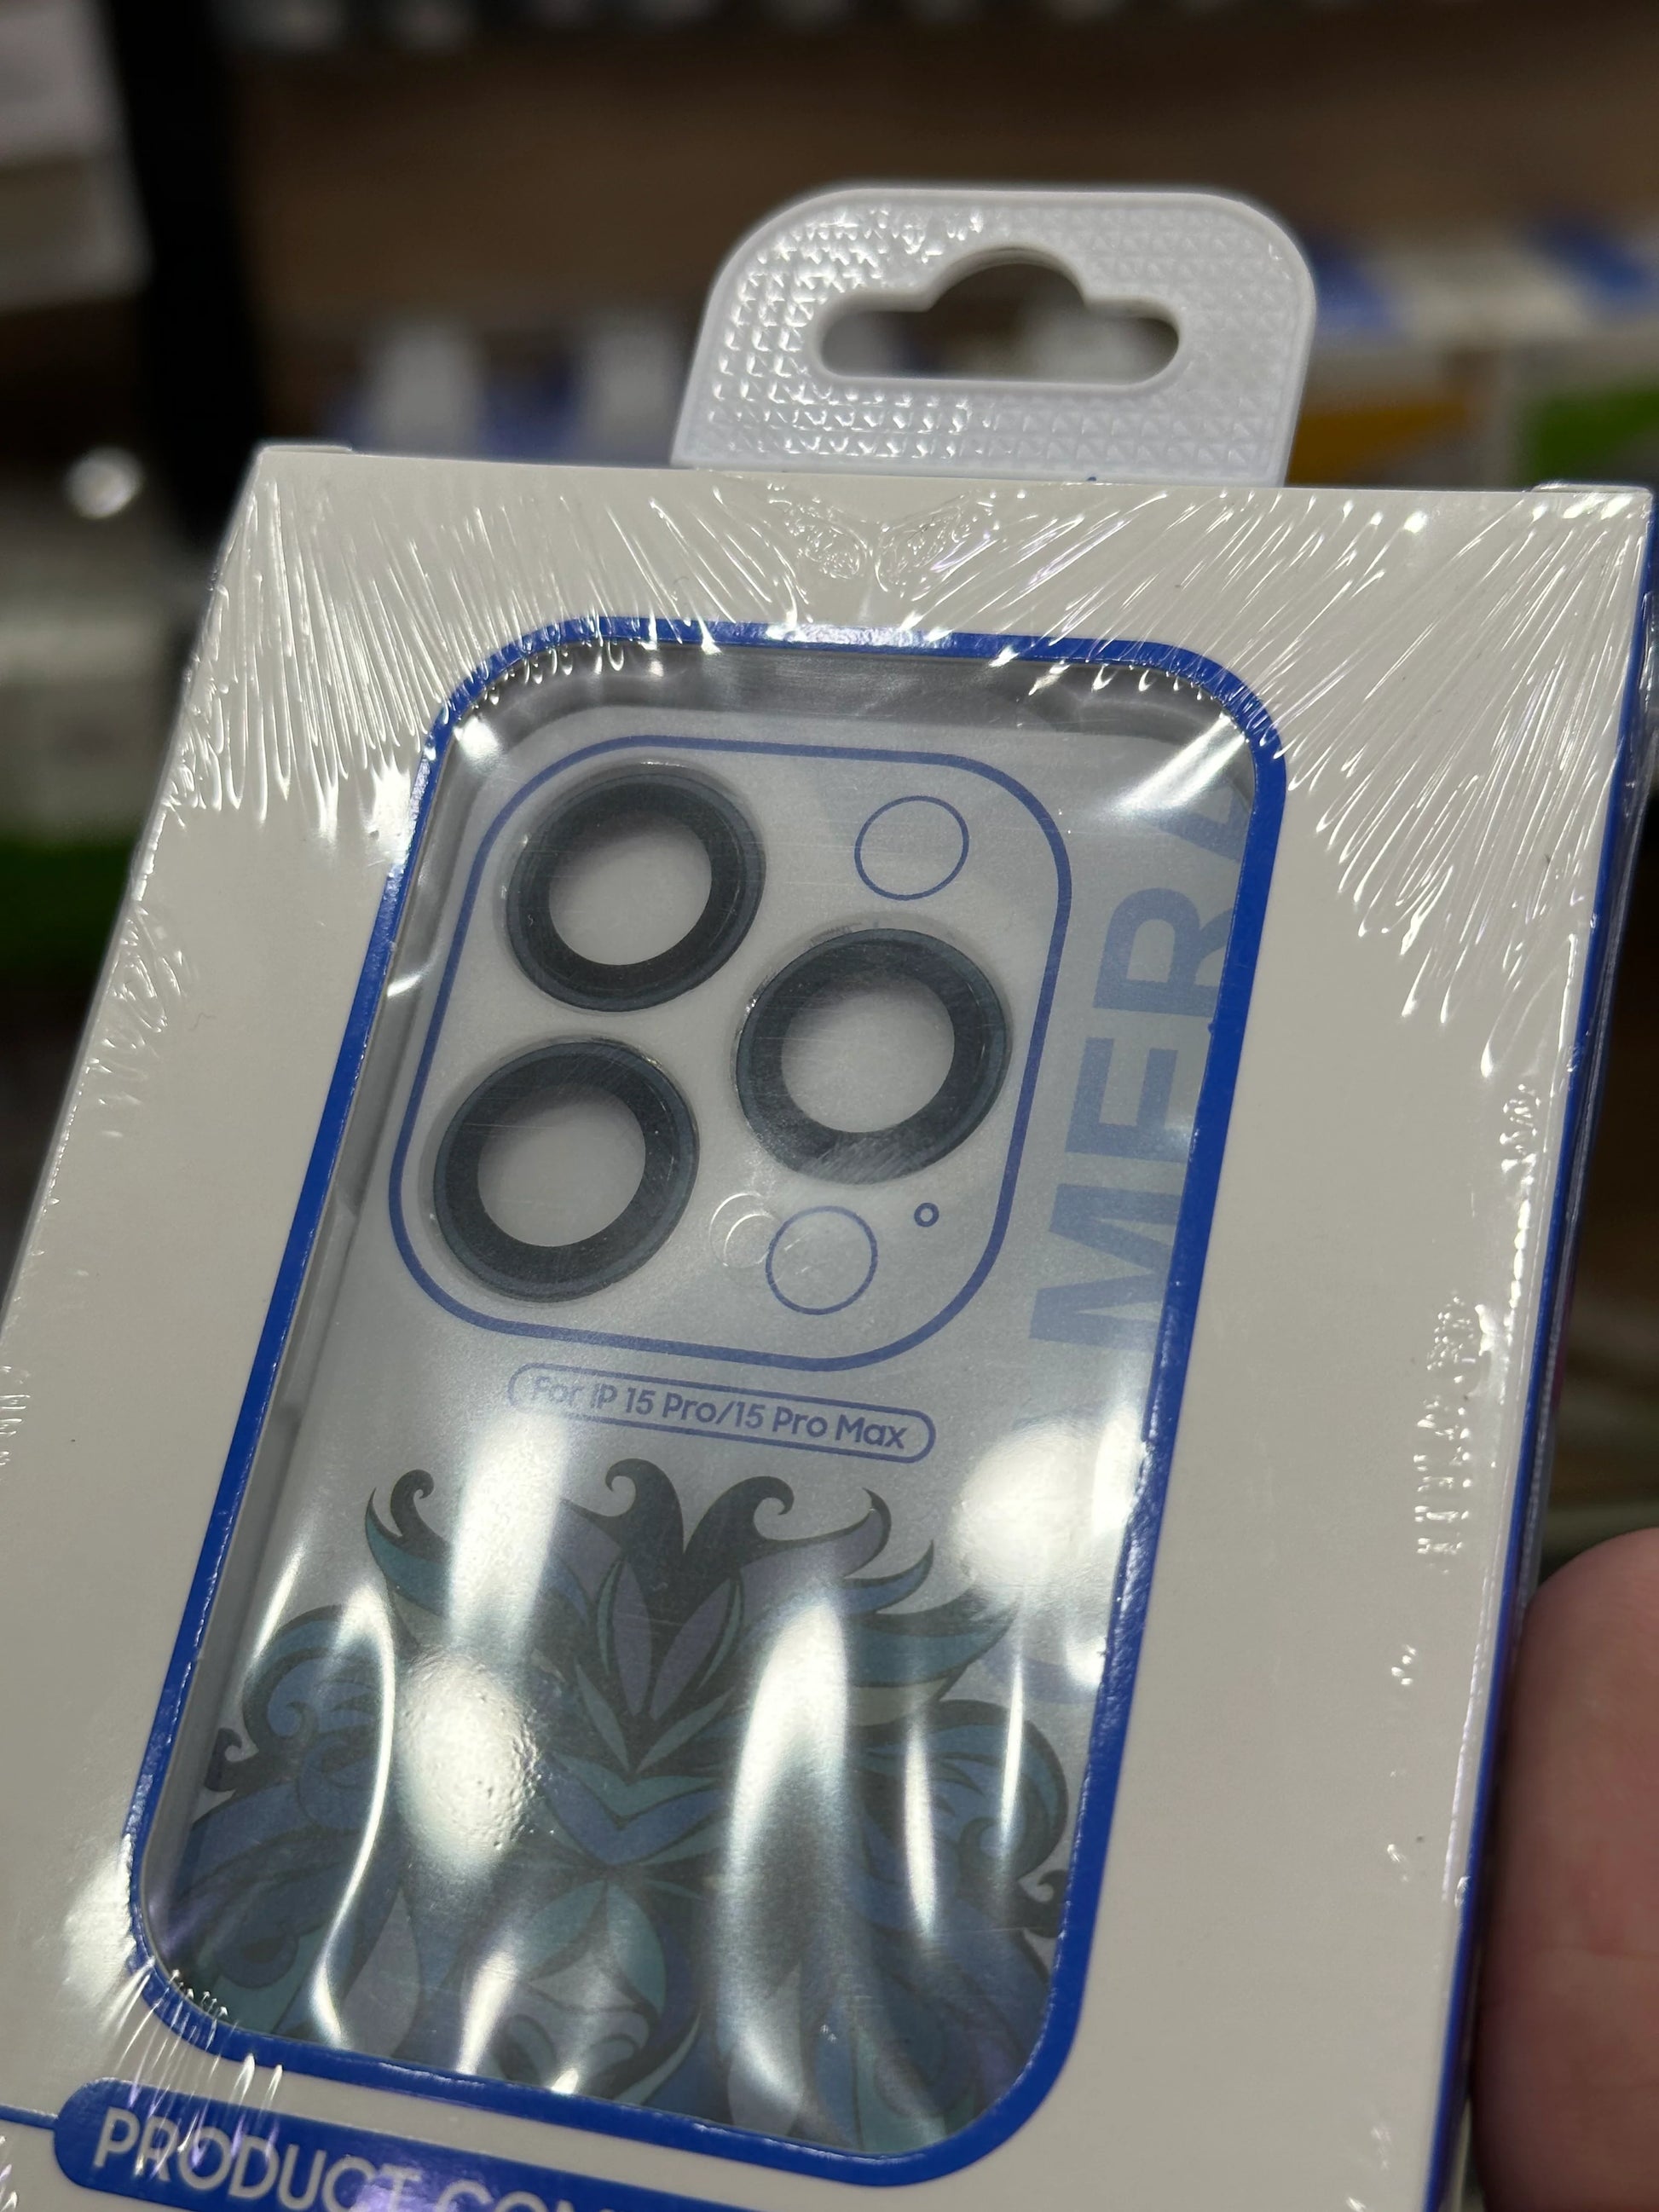 MERA
For IP 15 Pro/15 Pro Max
PRODUCT